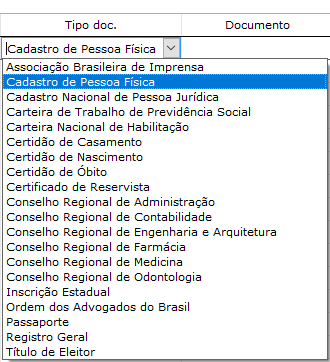 Tipo doc. Documento
Cadastro de Pessoa Física
Associação Brasileira de Imprensa
Cadastro de Pessoa Física
Cadastro Nacional de Pessoa Jurídica
Carteira de Trabalho de Previdência Social
Carteira Nacional de Habilitação
Certidão de Casamento
Certidão de Nascimento
Certidão de Óbito
Certificado de Reservista
Conselho Regional de Administração
Conselho Regional de Contabilidade
Conselho Regional de Engenharia e Arquitetura
Conselho Regional de Farmácia
Conselho Regional de Medicina
Conselho Regional de Odontologia
Inscrição Estadual
Ordem dos Advogados do Brasil
Passaporte
Registro Geral
Título de Eleitor